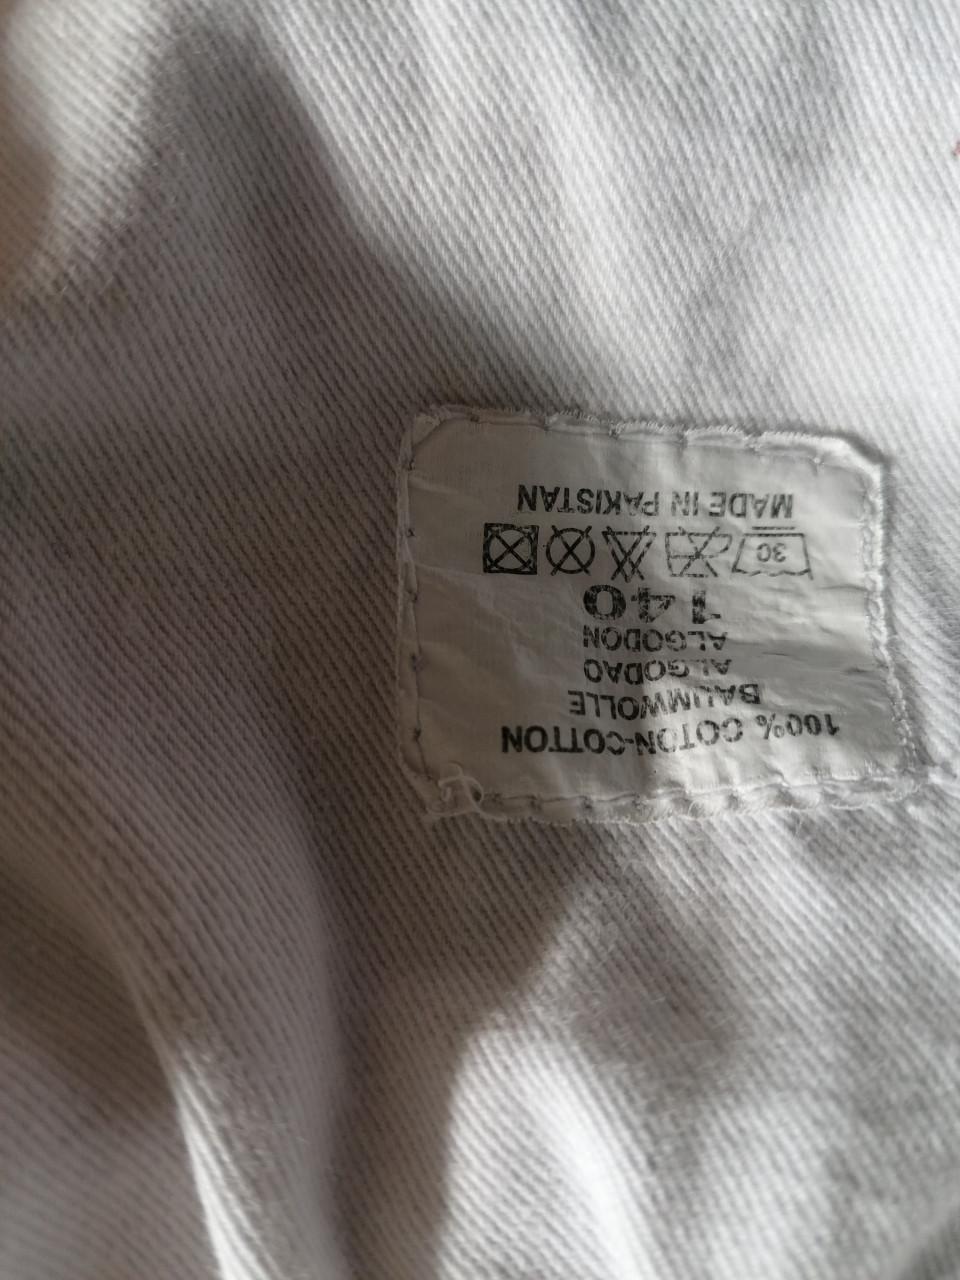 100% COTON-COTTON
BAUMWOLLE
ALGODAO
ALGODON
140
30
MADE IN PAKISTAN